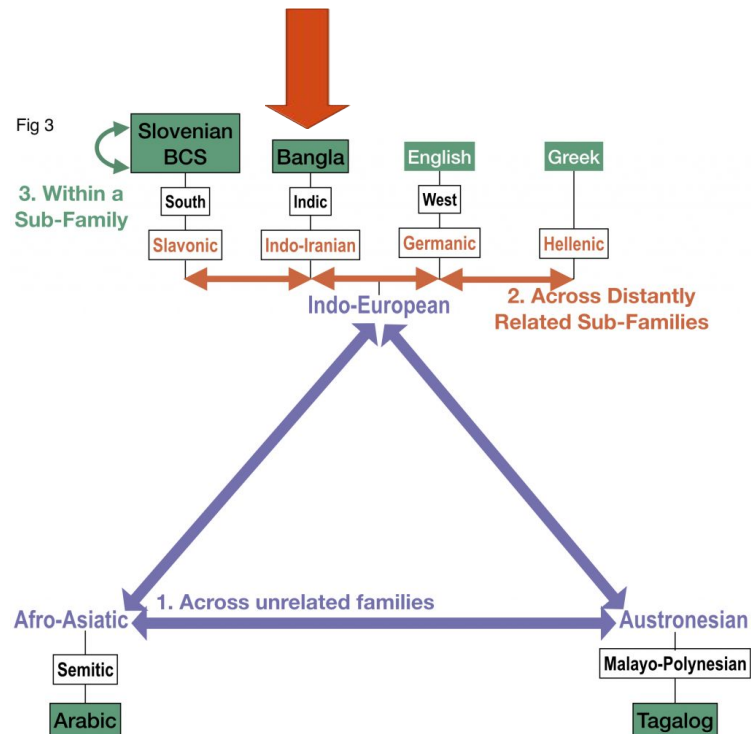 Fig 3
Slovenian
BCS
Bangla
English
Greek
3. Within a
Sub-Family
South
Indic
West
Slavonic
Indo-Iranian
Germanic
Hellenic
Indo-European
2. Across Distantly
Related Sub-Families
1. Across unrelated families
Afro-Asiatic
Austronesian
Semitic
Malayo-Polynesian
Arabic
Tagalog